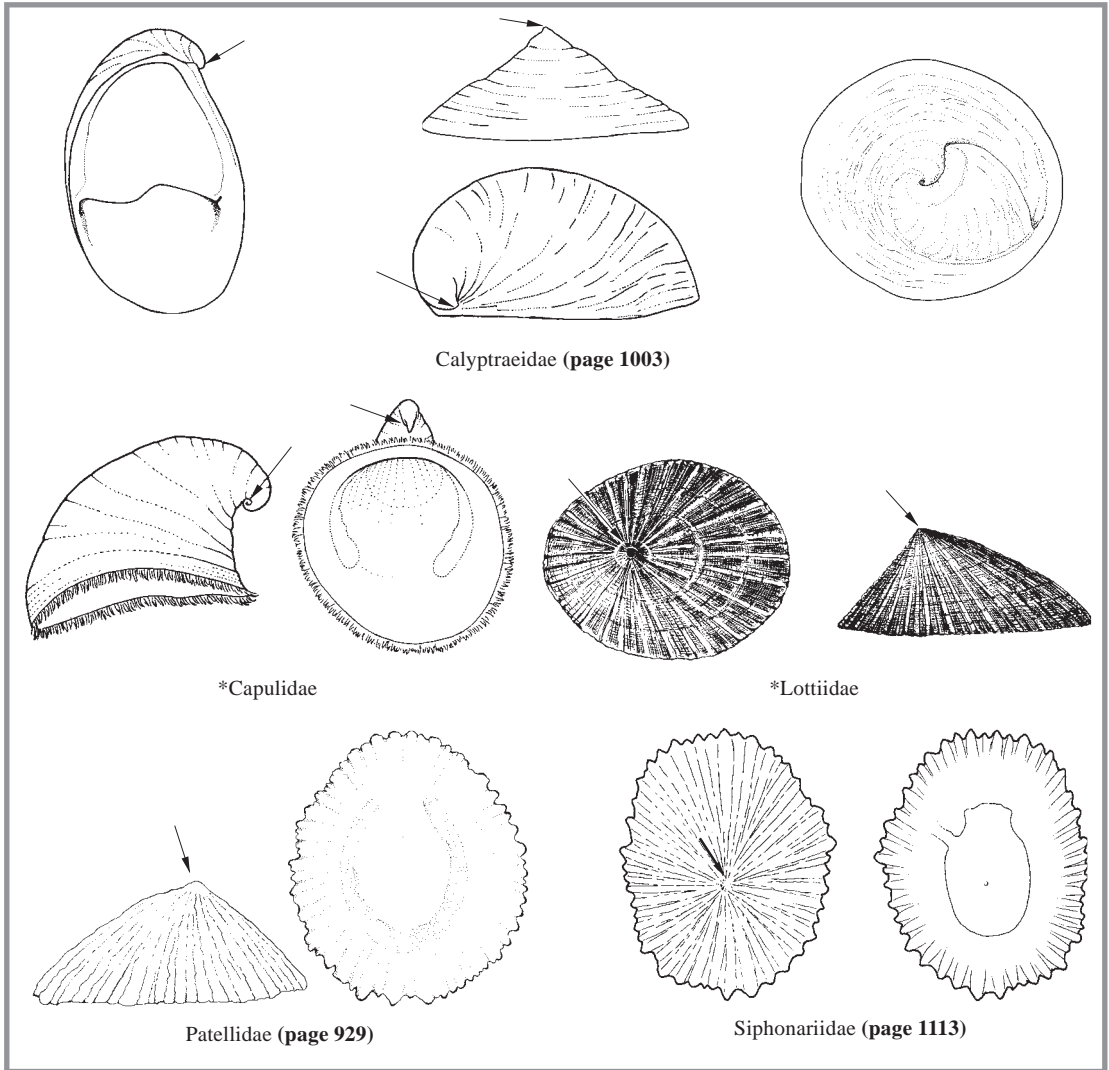 Calyptraeidae (page 1003)
*Capulidae
*Lottiidae
Patellidae (page 929)
Siphonariidae (page 1113)